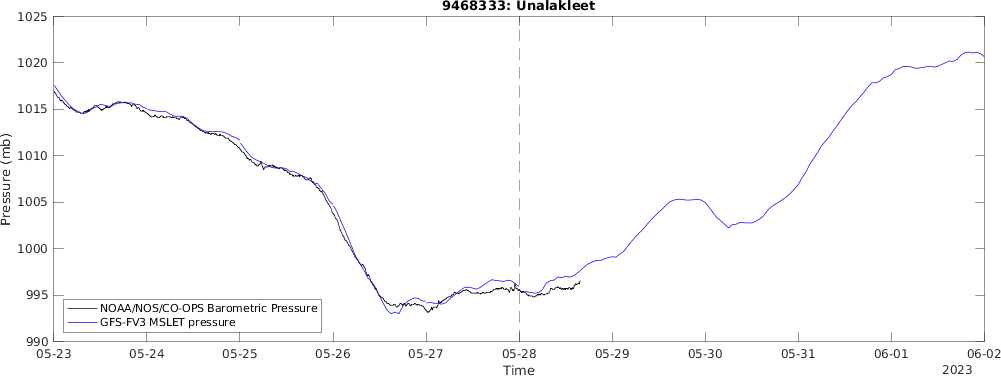 9468333: Unalakleet
Pressure (mb)
1025
1020
1015
1010
1005
1000
995
990
NOAA/NOS/CO-OPS Barometric Pressure
GFS-FV3 MSLET pressure
05-23 05-24 05-25 05-26 05-27 05-28 05-29 05-30 05-31 06-01 06-02
Time
2023